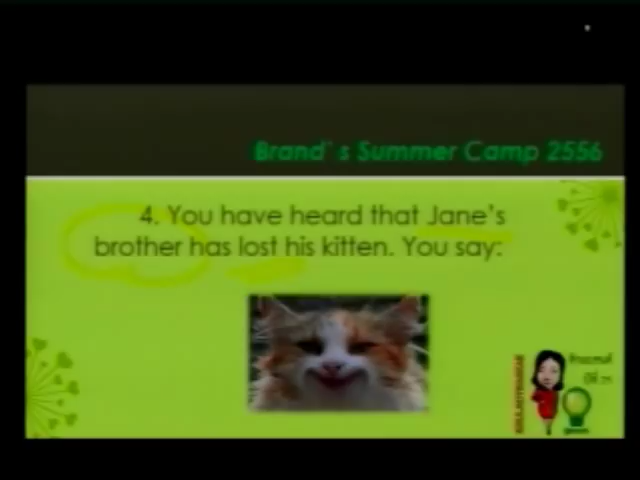 Brand's Summer Camp 2556
4. You have heard that Jane's
brother has lost his kitten. You say: